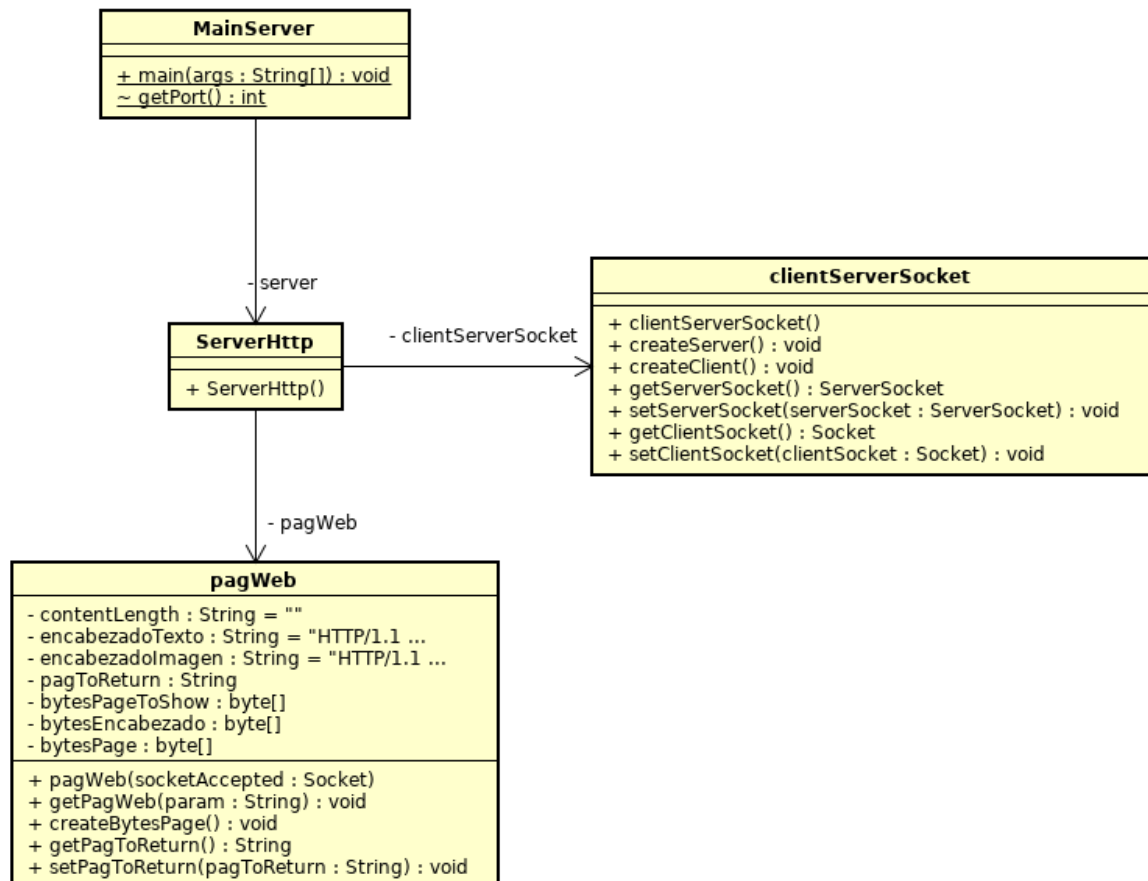 MainServer
+ main(args : String[]) : void
~ getPort() : int
- server
ServerHttp
+ ServerHttp()
- clientServerSocket
clientServerSocket
+ clientServerSocket()
+ createServer() : void
+ createClient() : void
+ getServerSocket() : ServerSocket
+ setServerSocket(serverSocket : ServerSocket) : void
+ getClientSocket() : Socket
+ setClientSocket(clientSocket : Socket) : void
- pagWeb
pagWeb
- contentLength : String = ""
- encabezadoTexto : String = "HTTP/1.1 ...
- encabezadoImagen : String = "HTTP/1.1 ...
- pagToReturn : String
- bytesPageToShow : byte[]
- bytesEncabezado : byte[]
- bytesPage : byte[]
+ pagWeb(socketAccepted : Socket)
+ getPagWeb(param : String) : void
+ createBytesPage() : void
+ getPagToReturn() : String
+ setPagToReturn(pagToReturn : String) : void